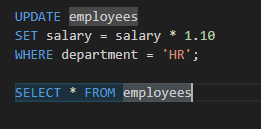 UPDATE employees
SET salary = salary * 1.10
WHERE department = 'HR';
SELECT * FROM employees